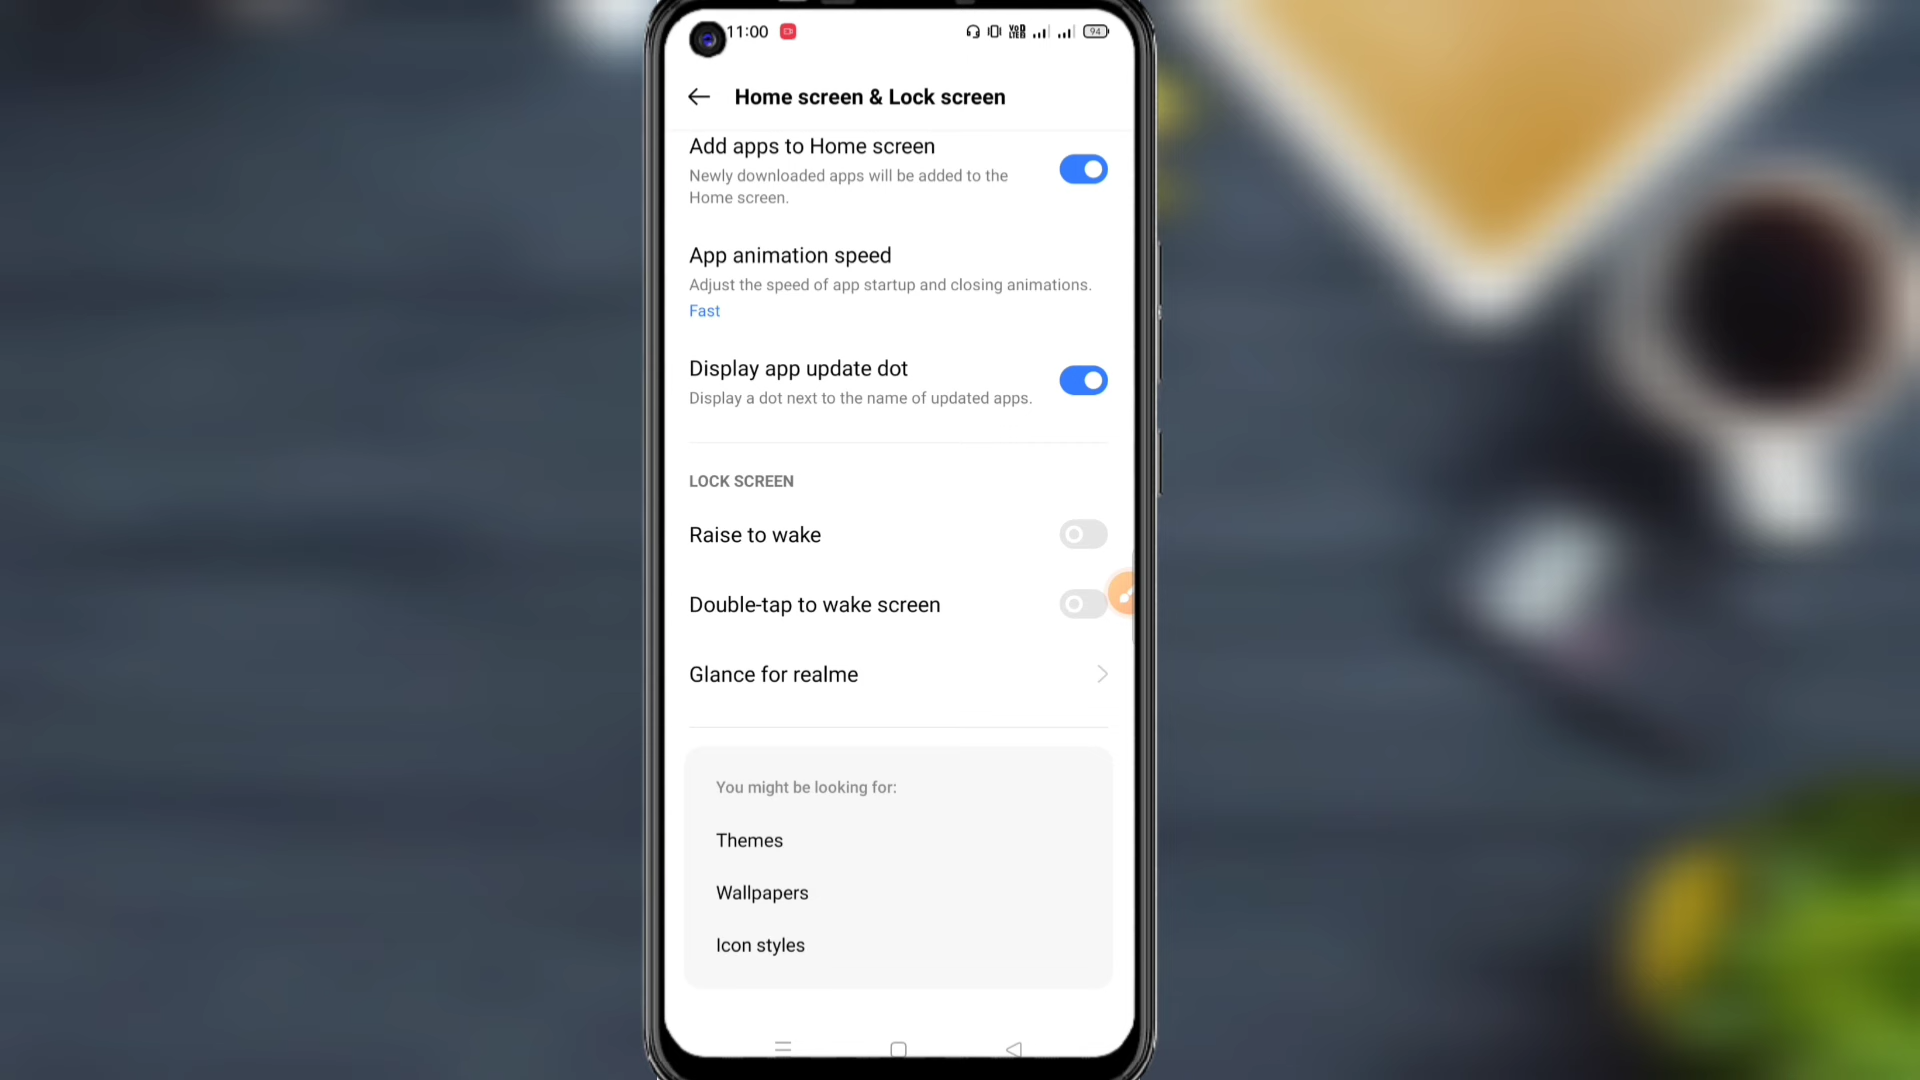 11:00
94
Home screen & Lock screen
Add apps to Home screen
Newly downloaded apps will be added to the
Home screen.
App animation speed
Adjust the speed of app startup and closing animations.
Fast
Display app update dot
Display a dot next to the name of updated apps.
LOCK SCREEN
Raise to wake
Double-tap to wake screen
Glance for realme
You might be looking for:
Themes
Wallpapers
Icon styles